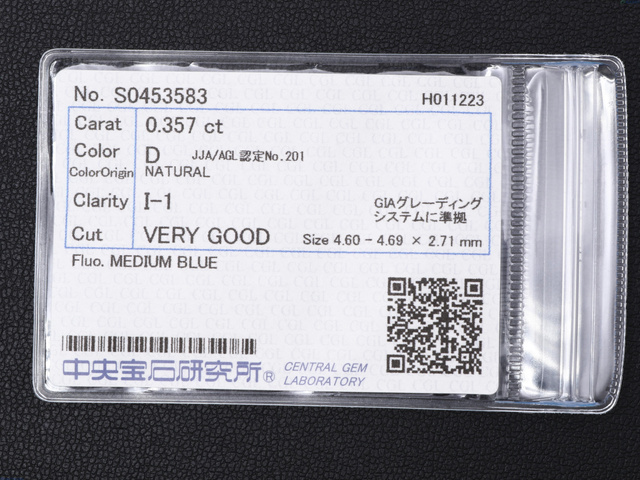 No. S0453583 H011223
Carat 0.357 ct
Color D JJA/AGL認定No.201
ColorOrigin NATURAL
Clarity I-1 GIAグレーディング
システムに準拠
Cut VERY GOOD Size 4.60 - 4.69 × 2.71 mm
Fluo. MEDIUM BLUE
中央宝石研究所® CENTRAL GEM
LABORATORY